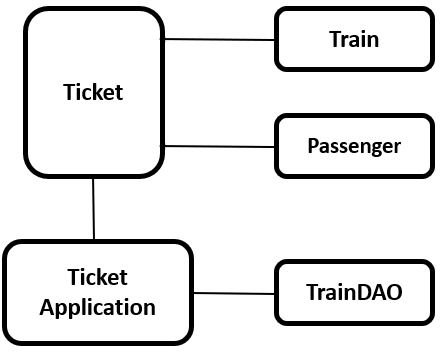 Train
Ticket
Passenger
Ticket
Application
TrainDAO